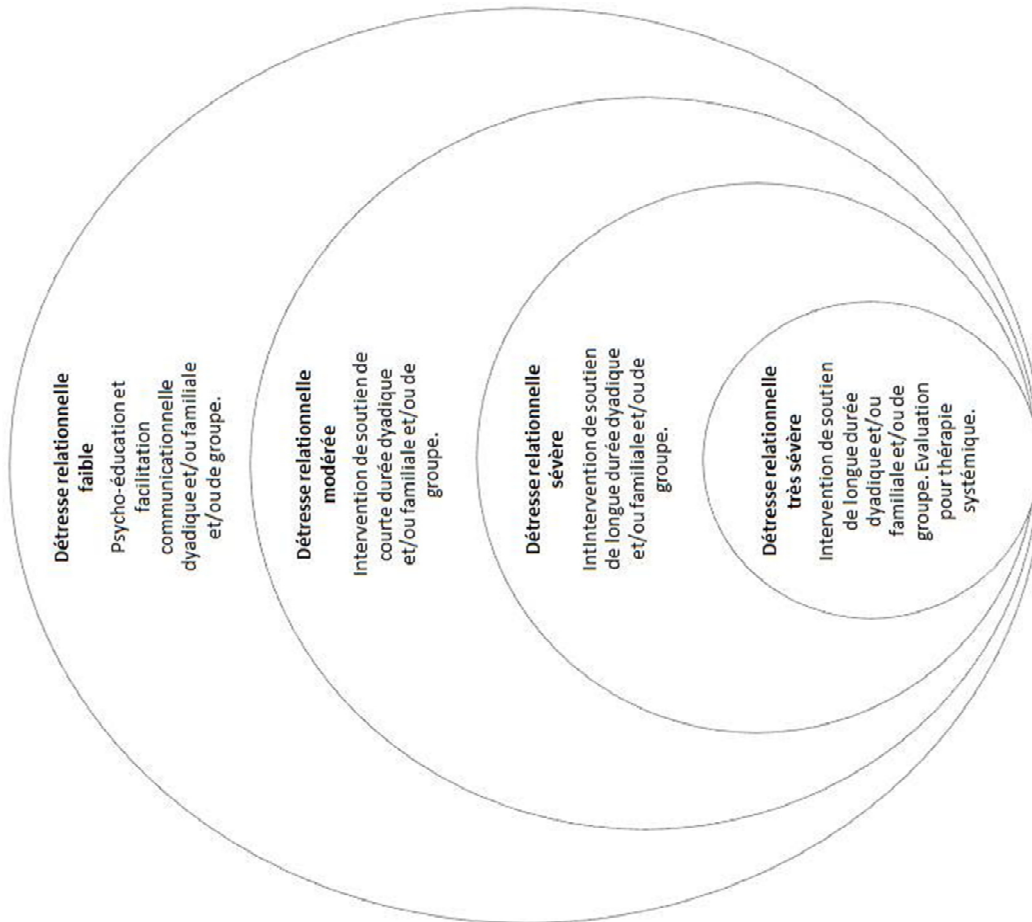 Détresse relationnelle
faible
Psycho-éducation et
facilitation
communicationnelle
dyadique et/ou familiale
et/ou de groupe.
Détresse relationnelle
modérée
Intervention de soutien de
courte durée dyadique
et/ou familiale et/ou de
groupe.
Détresse relationnelle
sévère
IntIntervention de soutien
de longue durée dyadique
et/ou familiale et/ou de
groupe.
Détresse relationnelle
très sévère
Intervention de soutien
de longue durée
dyadique et/ou
familiale et/ou de
groupe. Evaluation
pour thérapie
systémique.